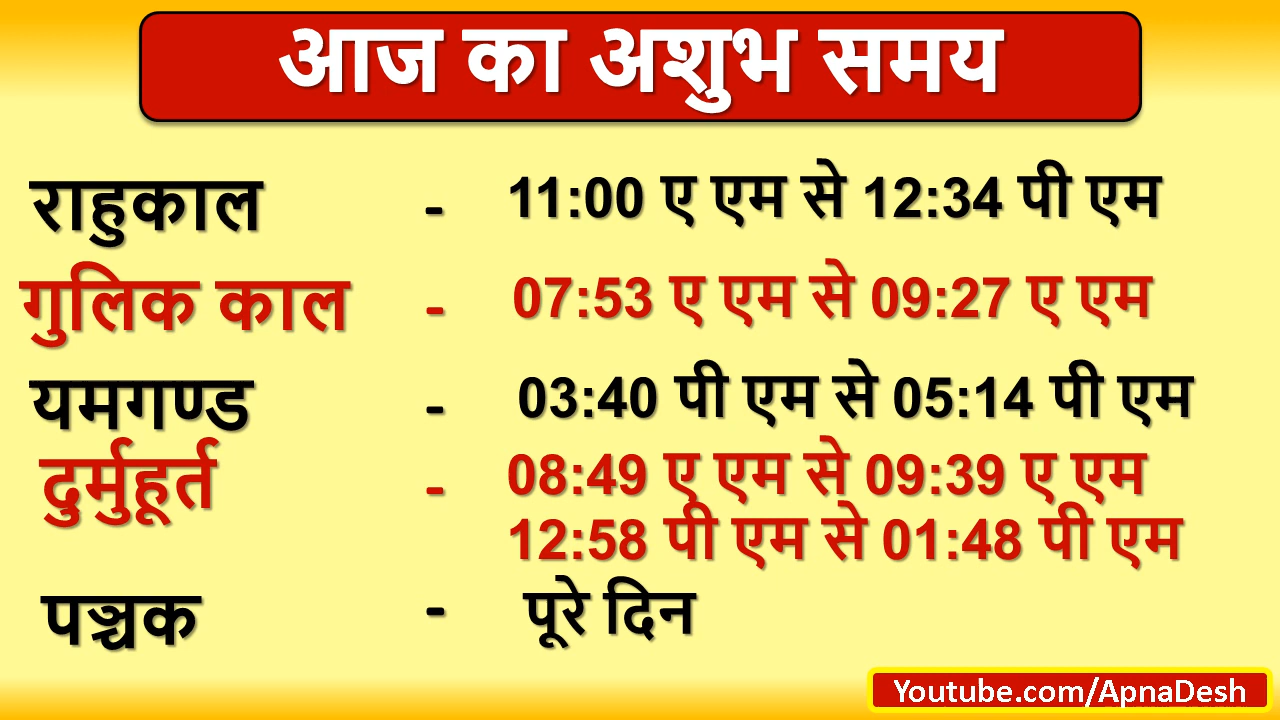 आज का अशुभ समय
राहुकाल - 11:00 ए एम से 12:34 पी एम
गुलिक काल - 07:53 ए एम से 09:27 ए एम
यमगण्ड - 03:40 पी एम से 05:14 पी एम
दुर्मुहूर्त - 08:49 ए एम से 09:39 ए एम
12:58 पी एम से 01:48 पी एम
पञ्चक - पूरे दिन
Youtube.com/ApnaDesh